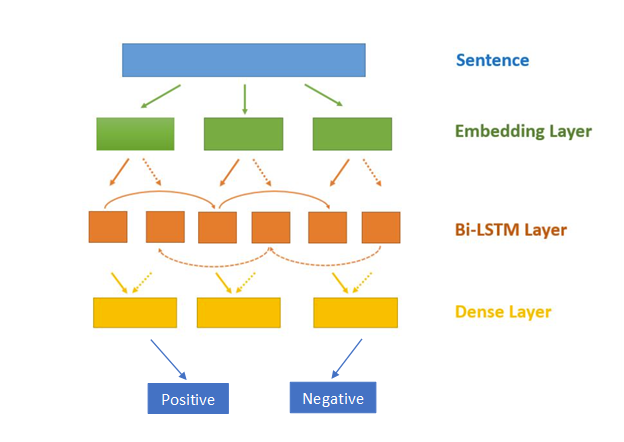 Sentence
Embedding Layer
Bi-LSTM Layer
Dense Layer
Positive
Negative